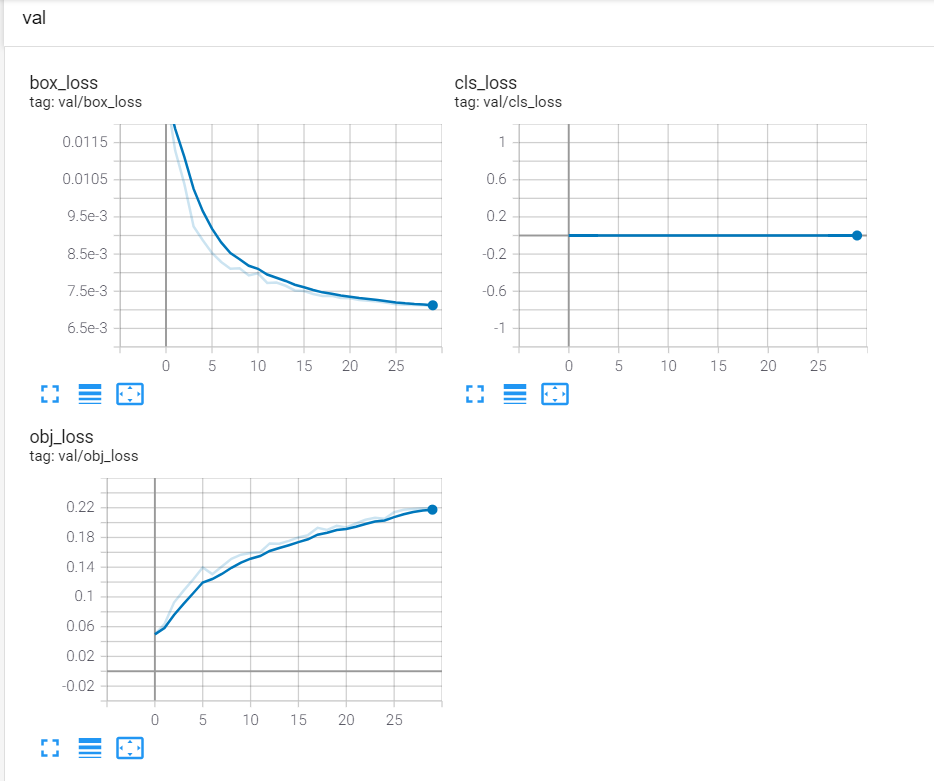 val
box_loss
tag: val/box_loss
0.0115
0.0105
9.5e-3
8.5e-3
7.5e-3
6.5e-3
0 5 10 15 20 25
cls_loss
tag: val/cls_loss
1
0.6
0.2
-0.2
-0.6
-1
0 5 10 15 20 25
obj_loss
tag: val/obj_loss
0.22
0.18
0.14
0.1
0.06
0.02
-0.02
0 5 10 15 20 25